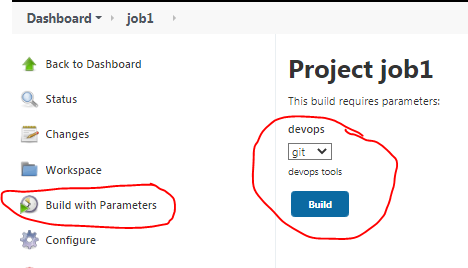 Dashboard job1
Back to Dashboard
Status
Changes
Workspace
Build with Parameters
Configure
Project job1
This build requires parameters:
devops
git
devops tools
Build